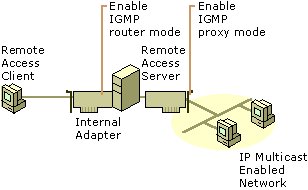 Enable
IGMP
router mode
Enable
IGMP
proxy mode
Remote
Access
Client
Remote
Access
Server
Internal
Adapter
IP Multicast
Enabled
Network